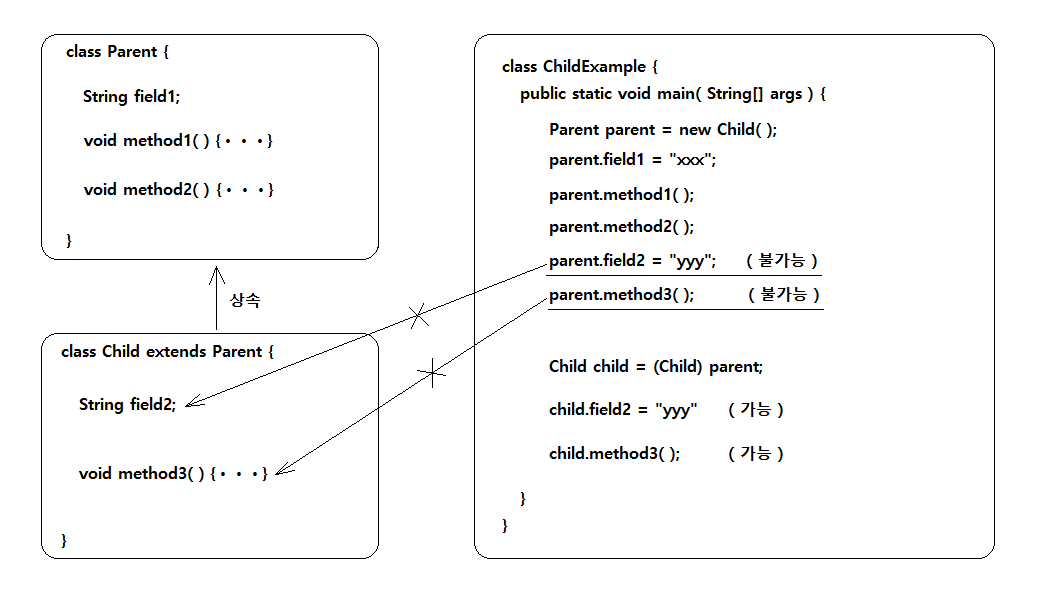 class Parent {
String field1;
void method1( ) {· · ·}
void method2( ) {· · ·}
}
상속
class Child extends Parent {
String field2;
void method3( ) {· · ·}
}
class ChildExample {
public static void main( String[] args ) {
Parent parent = new Child( );
parent.field1 = "xxx";
parent.method1( );
parent.method2( );
parent.field2 = "yyy"; ( 불가능 )
parent.method3( ); ( 불가능 )
Child child = (Child) parent;
child.field2 = "yyy" ( 가능 )
child.method3( ); ( 가능 )
}
}